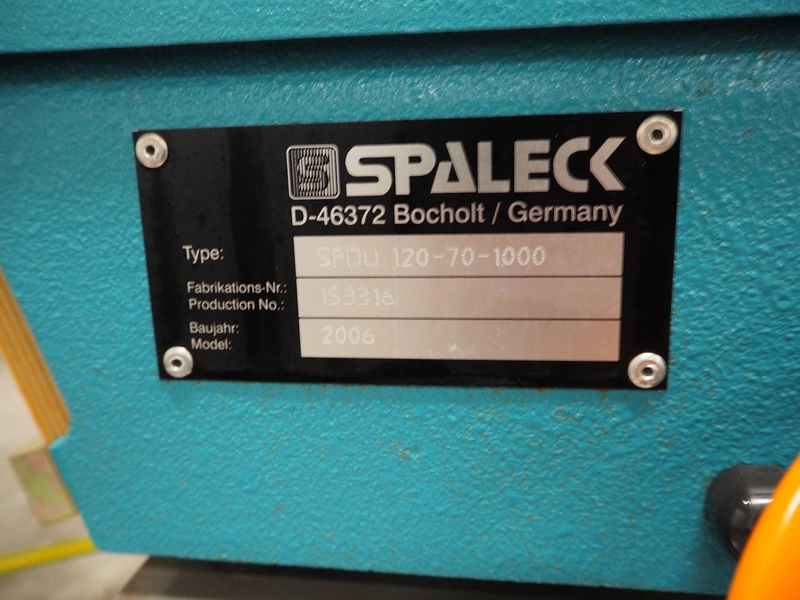 S SPALECK
D-46372 Bocholt / Germany
Type: SFDU 120-70-1000
Fabrikations-Nr.:
Production No.: 153316
Baujahr:
Model: 2006